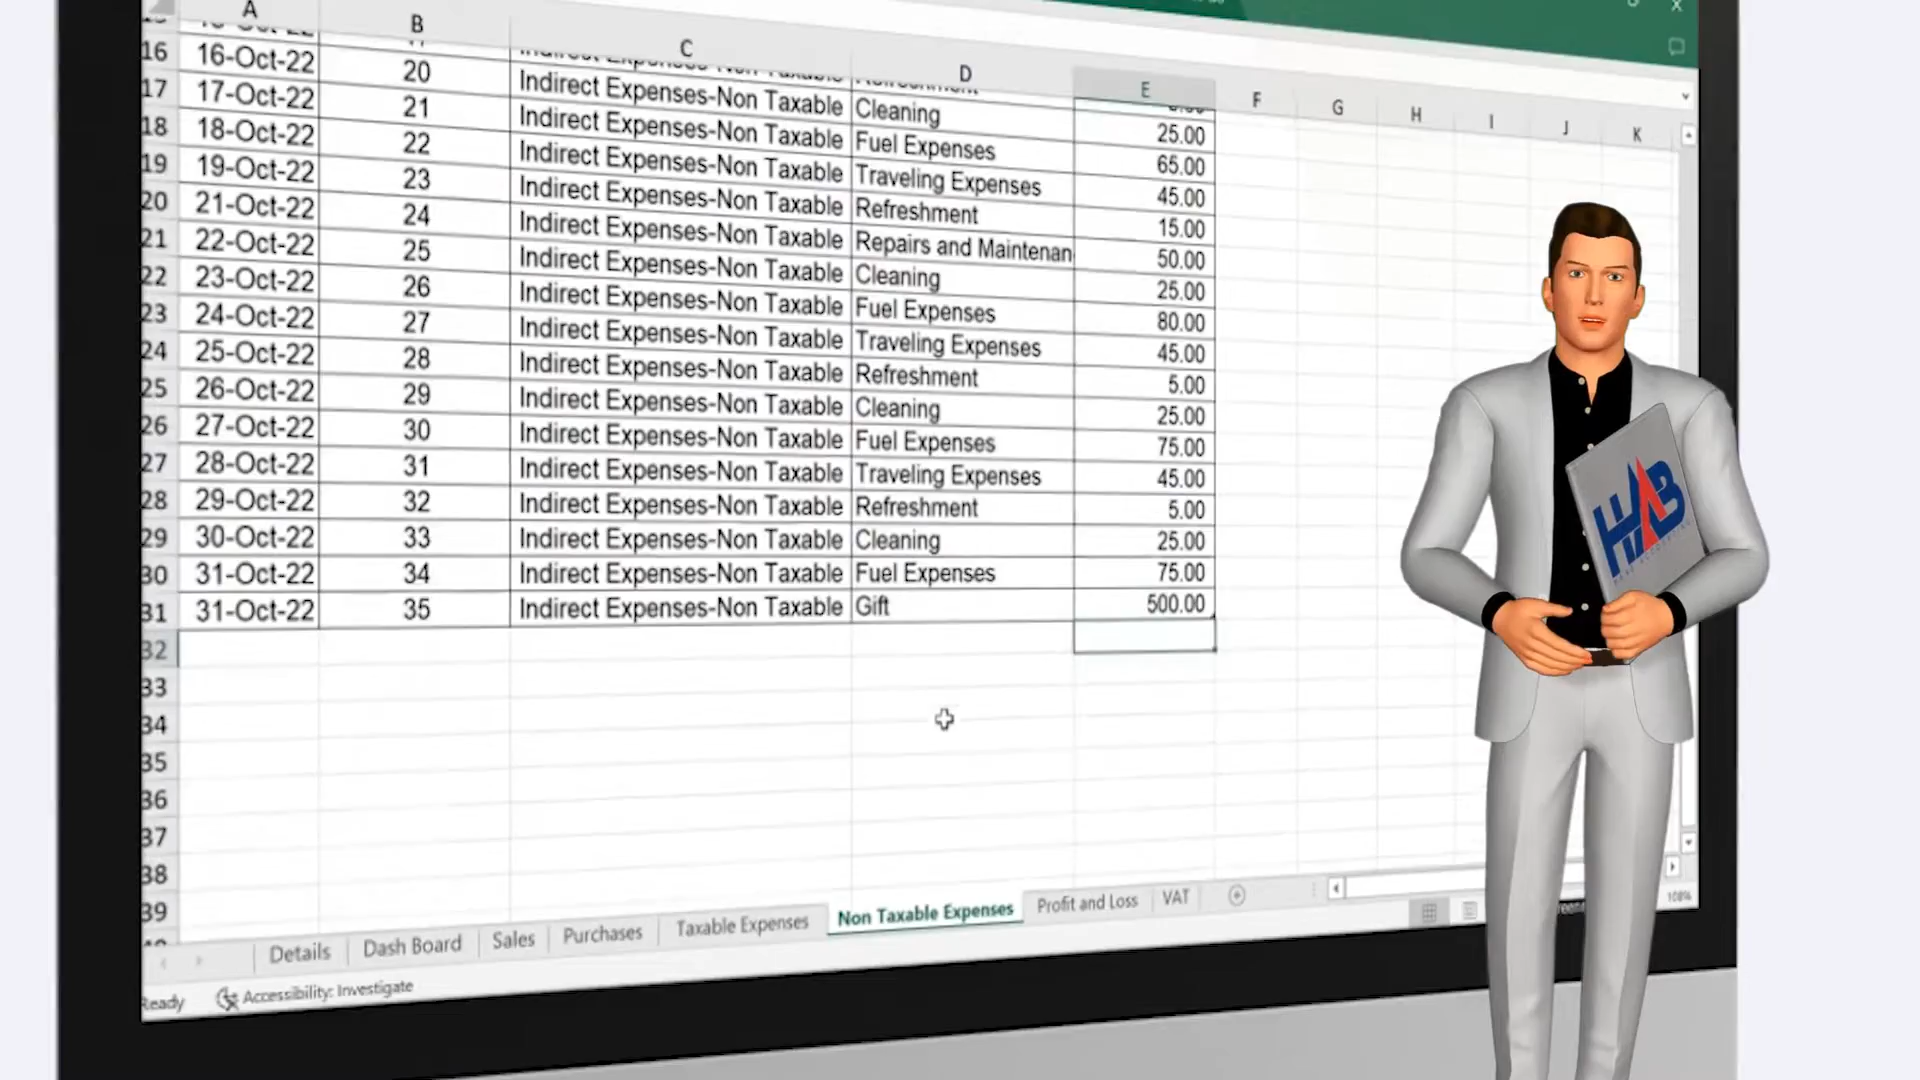 A B C D E F G H I J K
16 16-Oct-22 20 Indirect Expenses-Non Taxable Cleaning 25.00
17 17-Oct-22 21 Indirect Expenses-Non Taxable Fuel Expenses 65.00
18 18-Oct-22 22 Indirect Expenses-Non Taxable Traveling Expenses 45.00
19 19-Oct-22 23 Indirect Expenses-Non Taxable Refreshment 15.00
20 21-Oct-22 24 Indirect Expenses-Non Taxable Repairs and Maintenan 50.00
21 22-Oct-22 25 Indirect Expenses-Non Taxable Cleaning 25.00
22 23-Oct-22 26 Indirect Expenses-Non Taxable Fuel Expenses 80.00
23 24-Oct-22 27 Indirect Expenses-Non Taxable Traveling Expenses 45.00
24 25-Oct-22 28 Indirect Expenses-Non Taxable Refreshment 5.00
25 26-Oct-22 29 Indirect Expenses-Non Taxable Cleaning 25.00
26 27-Oct-22 30 Indirect Expenses-Non Taxable Fuel Expenses 75.00
27 28-Oct-22 31 Indirect Expenses-Non Taxable Traveling Expenses 45.00
28 29-Oct-22 32 Indirect Expenses-Non Taxable Refreshment 5.00
29 30-Oct-22 33 Indirect Expenses-Non Taxable Cleaning 25.00
30 31-Oct-22 34 Indirect Expenses-Non Taxable Fuel Expenses 75.00
31 31-Oct-22 35 Indirect Expenses-Non Taxable Gift 500.00
32
33
34
35
36
37
38
39
Details Dash Board Sales Purchases Taxable Expenses Non Taxable Expenses Profit and Loss VAT
Ready Accessibility: Investigate 108%
HAB